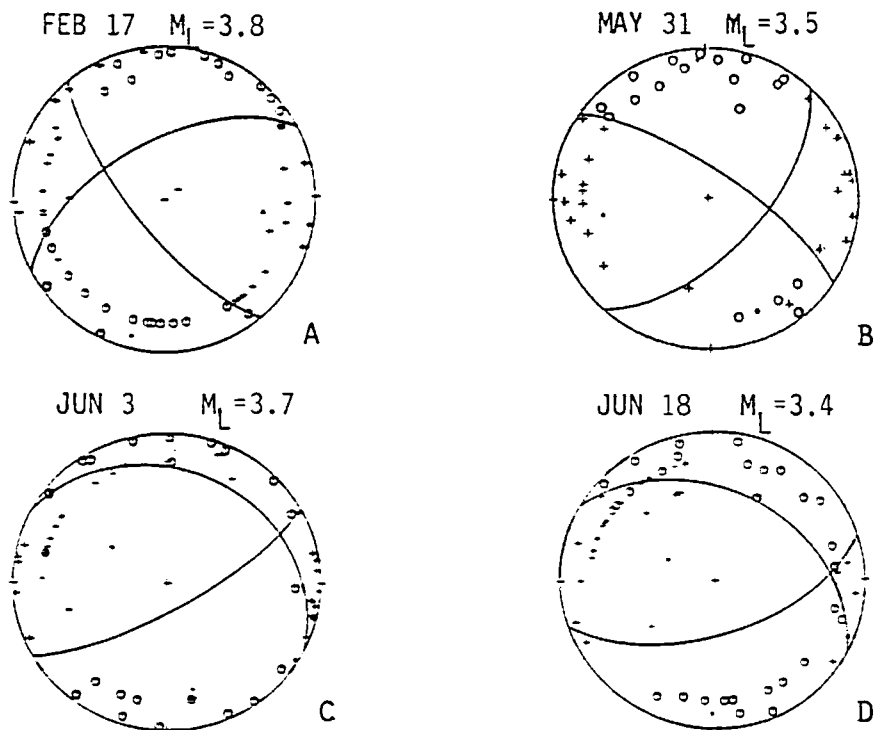 FEB 17 M_L=3.8
MAY 31 M_L=3.5
A
B
JUN 3 M_L=3.7
JUN 18 M_L=3.4
C
D